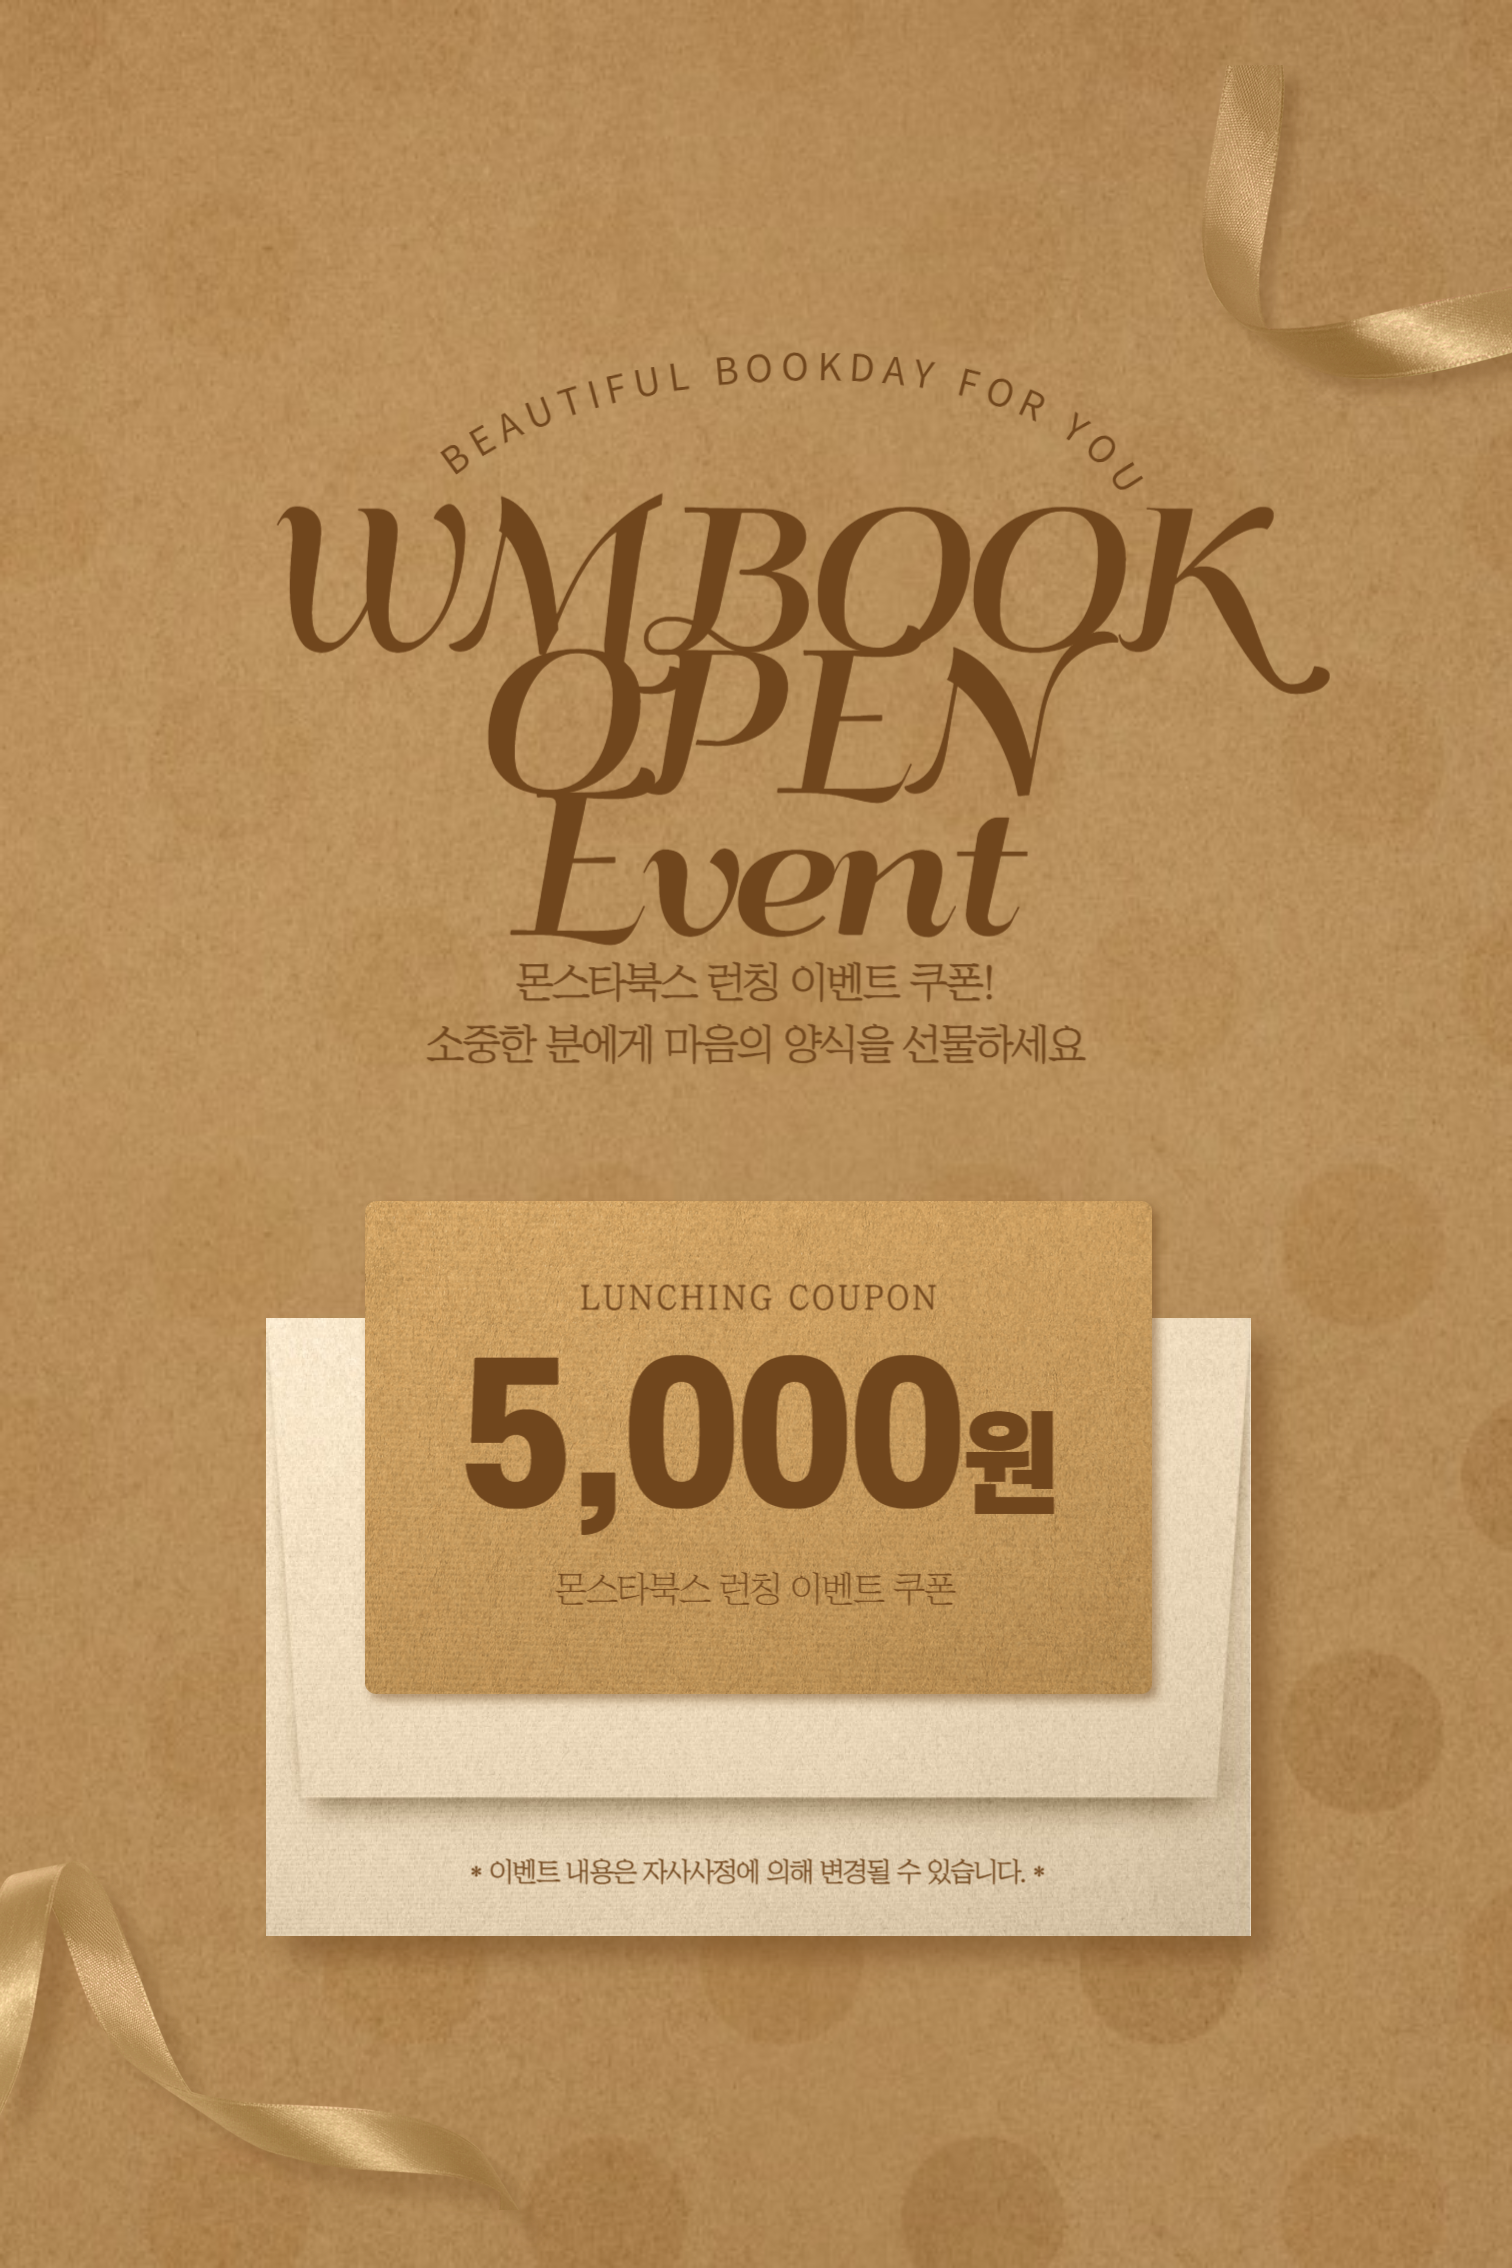 BEAUTIFUL BOOKDAY FOR YOU
WMBOOK
OPEN
Event
몬스타북스 런칭 이벤트 쿠폰!
소중한 분에게 마음의 양식을 선물하세요
LUNCHING COUPON
5,000원
몬스타북스 런칭 이벤트 쿠폰
* 이벤트 내용은 자사사정에 의해 변경될 수 있습니다. *